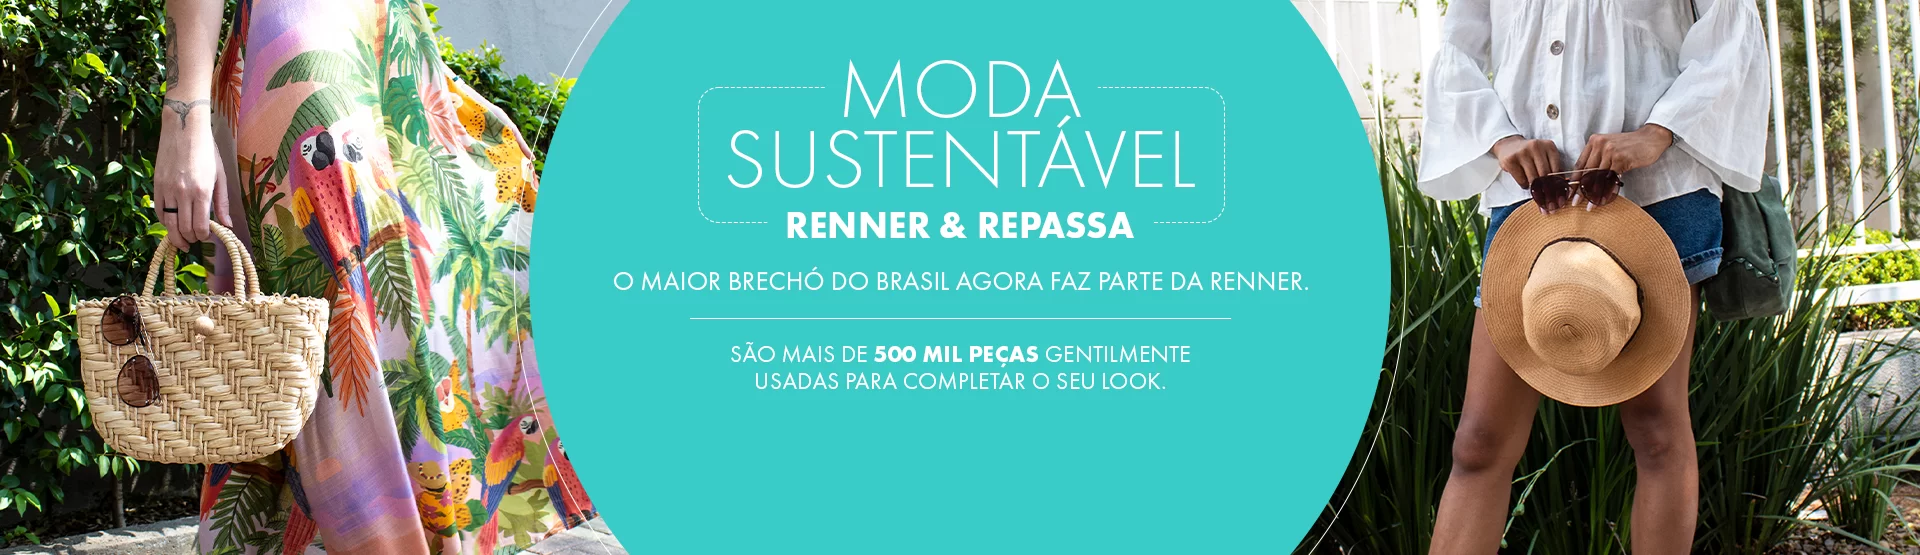 MODA
SUSTENTÁVEL
RENNER & REPASSA
O MAIOR BRECHÓ DO BRASIL AGORA FAZ PARTE DA RENNER.
SÃO MAIS DE 500 MIL PEÇAS GENTILMENTE
USADAS PARA COMPLETAR O SEU LOOK.